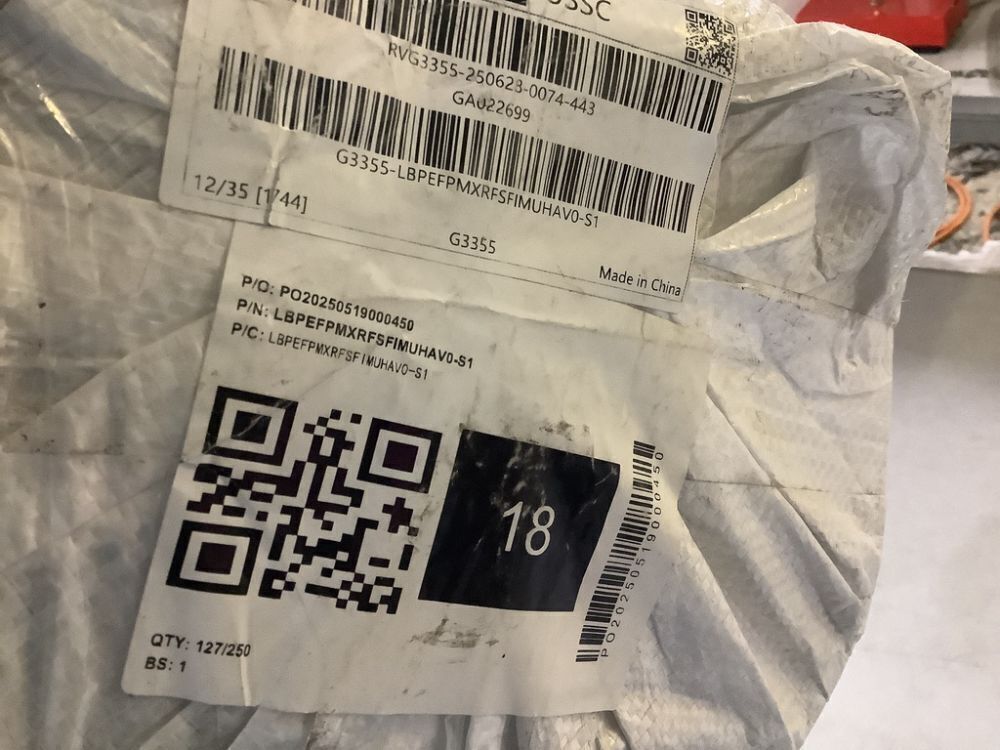 RVG3355-250623-0074-443
GA022699
G3355-LBPEFPMXRFSFIMUHAV0-S1
12/35 [1/44]
G3355
Made in China
P/O: PO20250519000450
P/N: LBPEFPMXRFSFIMUHAV0-S1
P/C: LBPEFPMXRFSFIMUHAV0-S1
18
PO20250519000450
QTY: 127/250
BS: 1